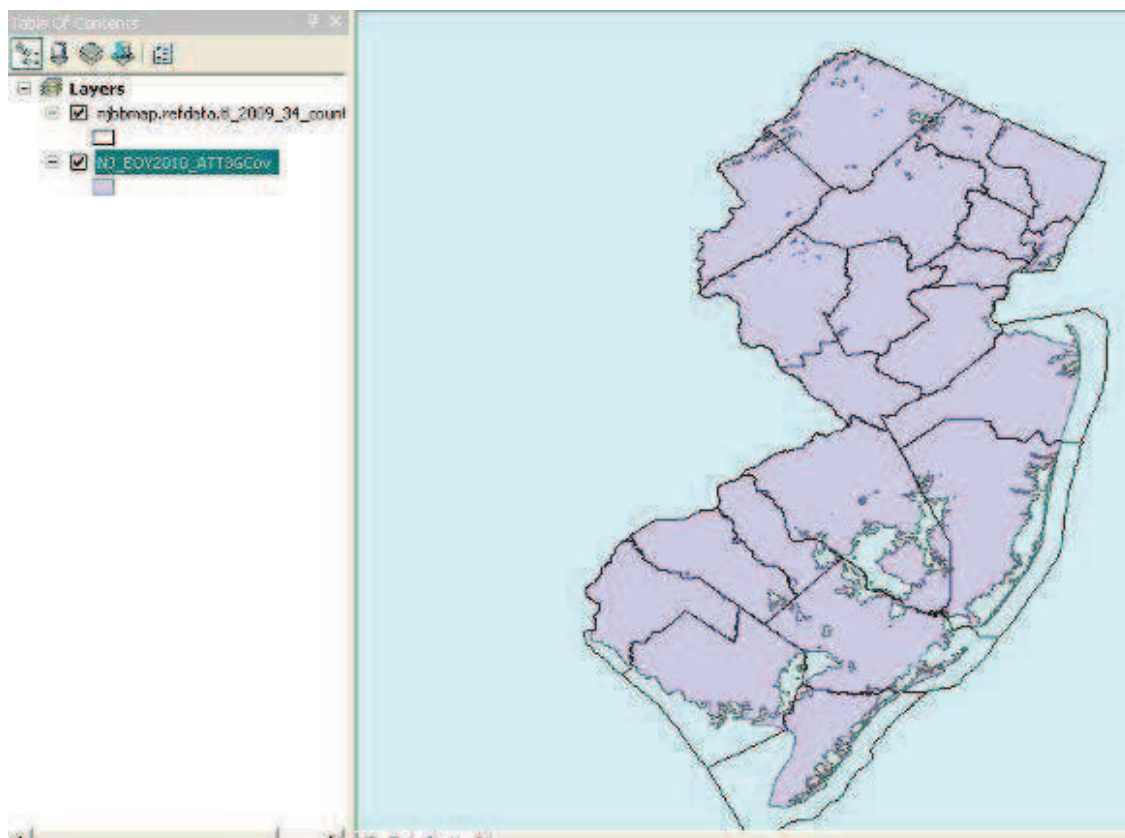 Table Of Contents
Layers
njbbmap.refdata.tl_2009_34_count
NJ_EOY2010_ATT3GCov